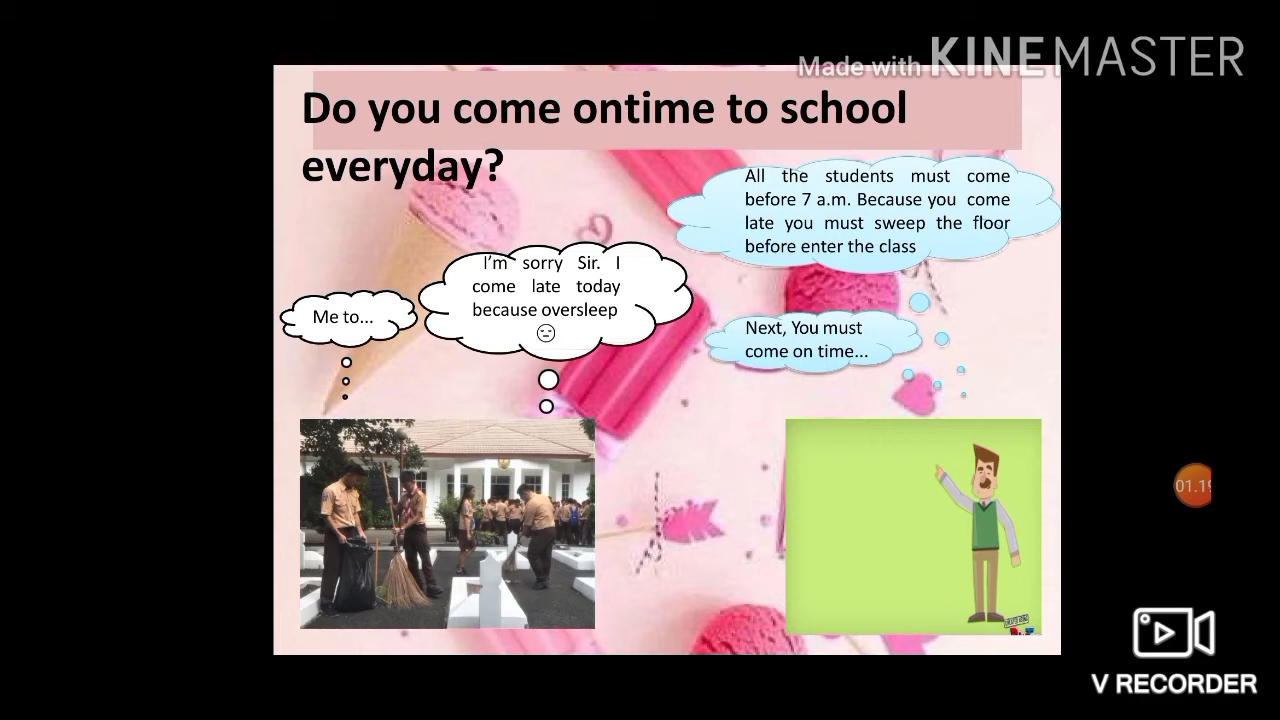 Made with KINEMASTER
Do you come ontime to school
everyday?
All the students must come
before 7 a.m. Because you come
late you must sweep the floor
before enter the class
I'm sorry Sir. I
come late today
because oversleep
Me to...
Next, You must
come on time...
01.19
V RECORDER